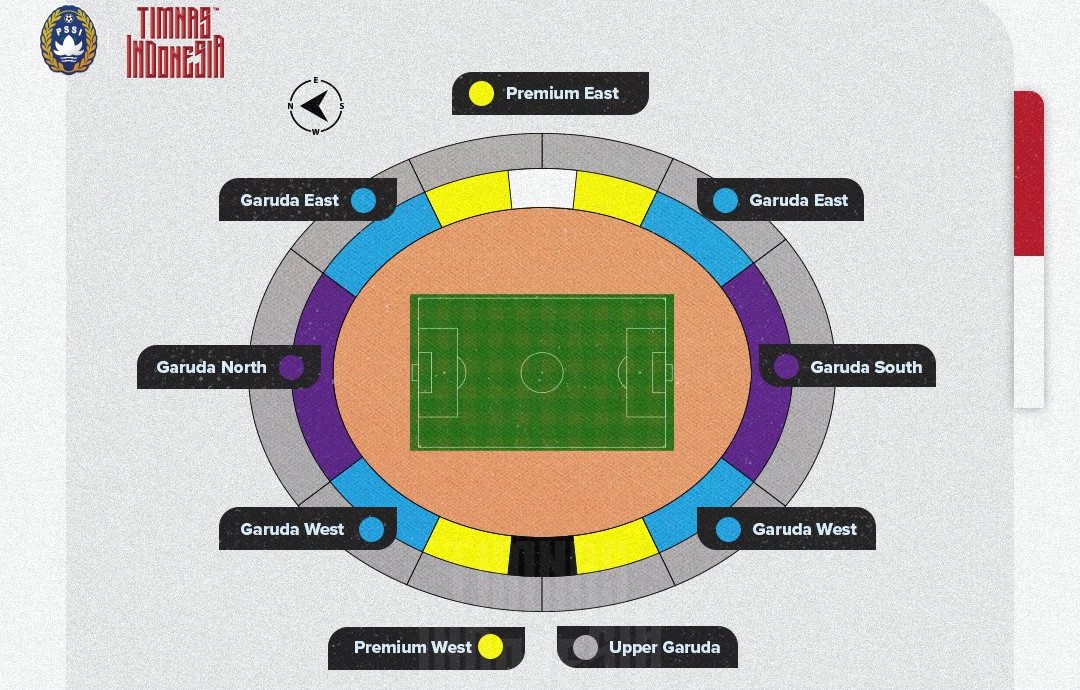 PSSI
TIMNAS
INDONESIA
E
N
S
W
Premium East
Garuda East
Garuda East
Garuda North
Garuda South
Garuda West
Garuda West
Premium West
Upper Garuda